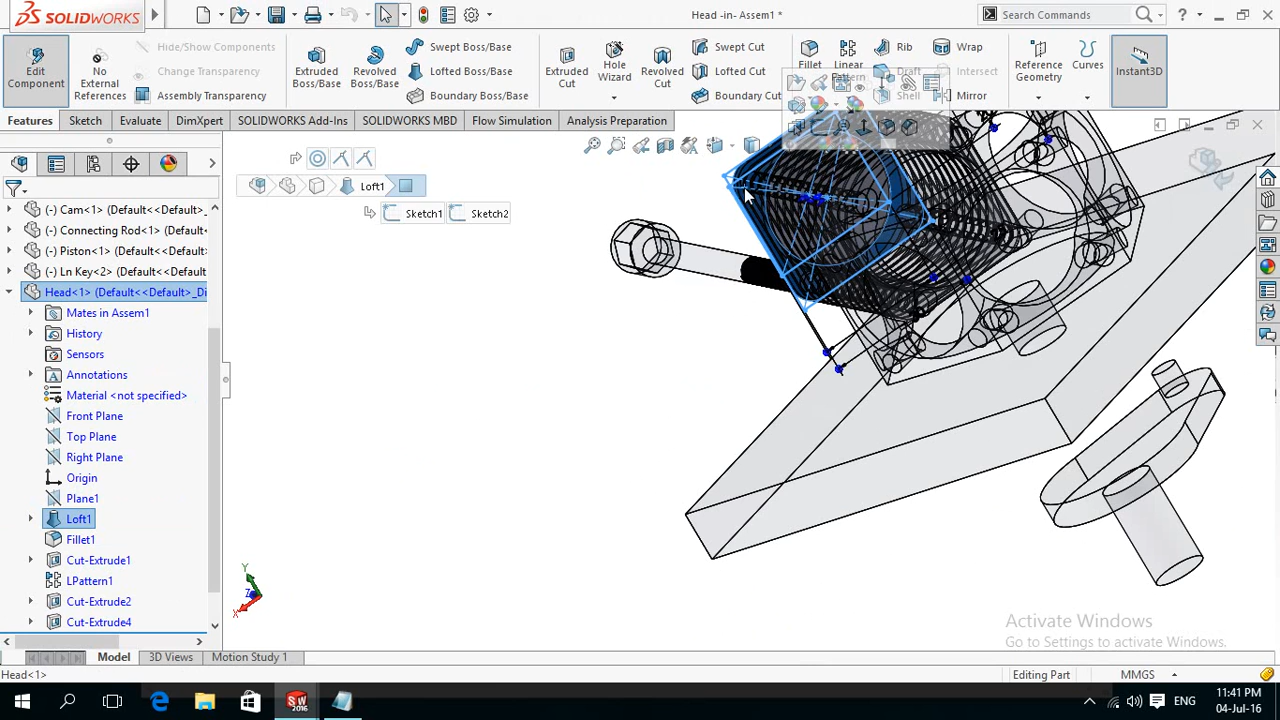 SOLIDWORKS
Head -in- Assem1 *
Search Commands
Edit
Component
No
External
References
Hide/Show Components
Change Transparency
Assembly Transparency
Extruded
Boss/Base
Revolved
Boss/Base
Swept Boss/Base
Lofted Boss/Base
Boundary Boss/Base
Extruded
Cut
Hole
Wizard
Revolved
Cut
Swept Cut
Lofted Cut
Boundary Cut
Fillet
Linear
Pattern
Rib
Draft
Shell
Wrap
Intersect
Mirror
Reference
Geometry
Curves
Instant3D
Features
Sketch
Evaluate
DimXpert
SOLIDWORKS Add-Ins
SOLIDWORKS MBD
Flow Simulation
Analysis Preparation
Loft1
Sketch1
Sketch2
(-) Cam<1> (Default<<Default>
(-) Connecting Rod<1> (Default
(-) Piston<1> (Default<<Default>
(-) Ln Key<2> (Default<<Default>
Head<1> (Default<<Default>_Di
Mates in Assem1
History
Sensors
Annotations
Material <not specified>
Front Plane
Top Plane
Right Plane
Origin
Plane1
Loft1
Fillet1
Cut-Extrude1
LPattern1
Cut-Extrude2
Cut-Extrude4
Y
Z
X
Activate Windows
Go to Settings to activate Windows.
Model
3D Views
Motion Study 1
Head<1>
Editing Part
MMGS
SW
2016
ENG
11:41 PM
04-Jul-16